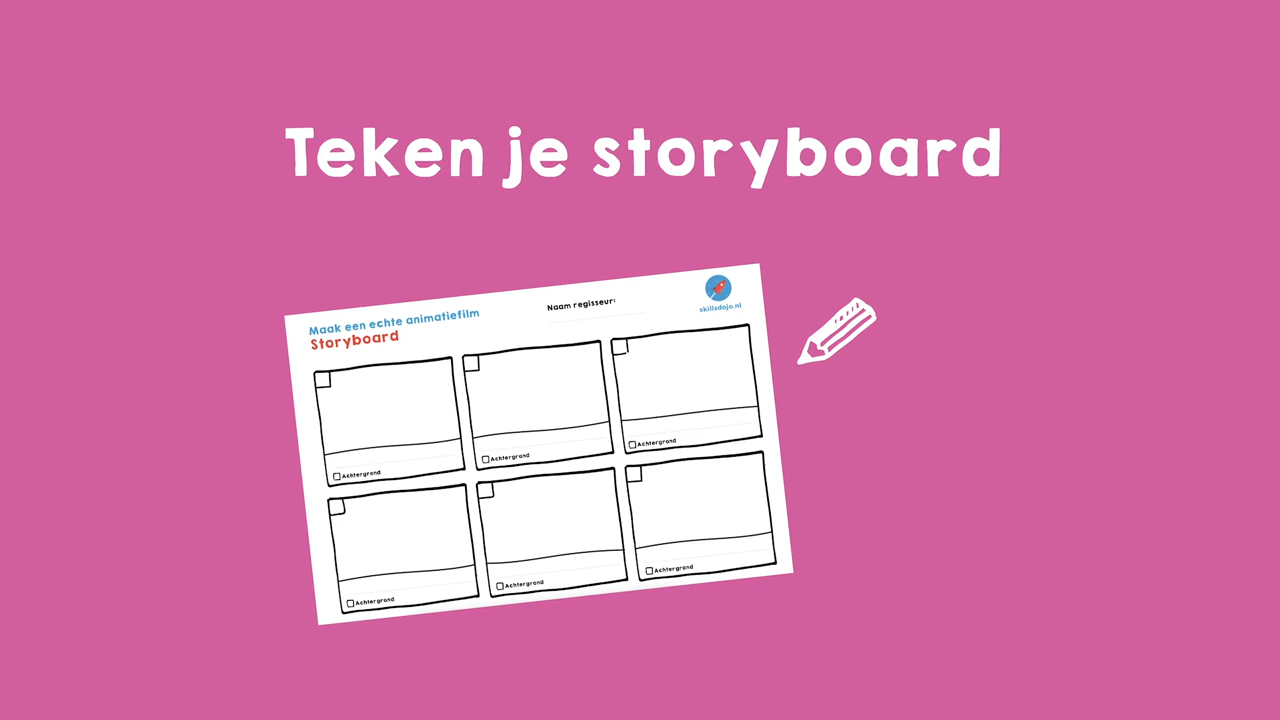 Teken je storyboard
Maak een echte animatiefilm
Storyboard
Naam regisseur:
skillsdojo.nl
Achtergrond
Achtergrond
Achtergrond
Achtergrond
Achtergrond
Achtergrond